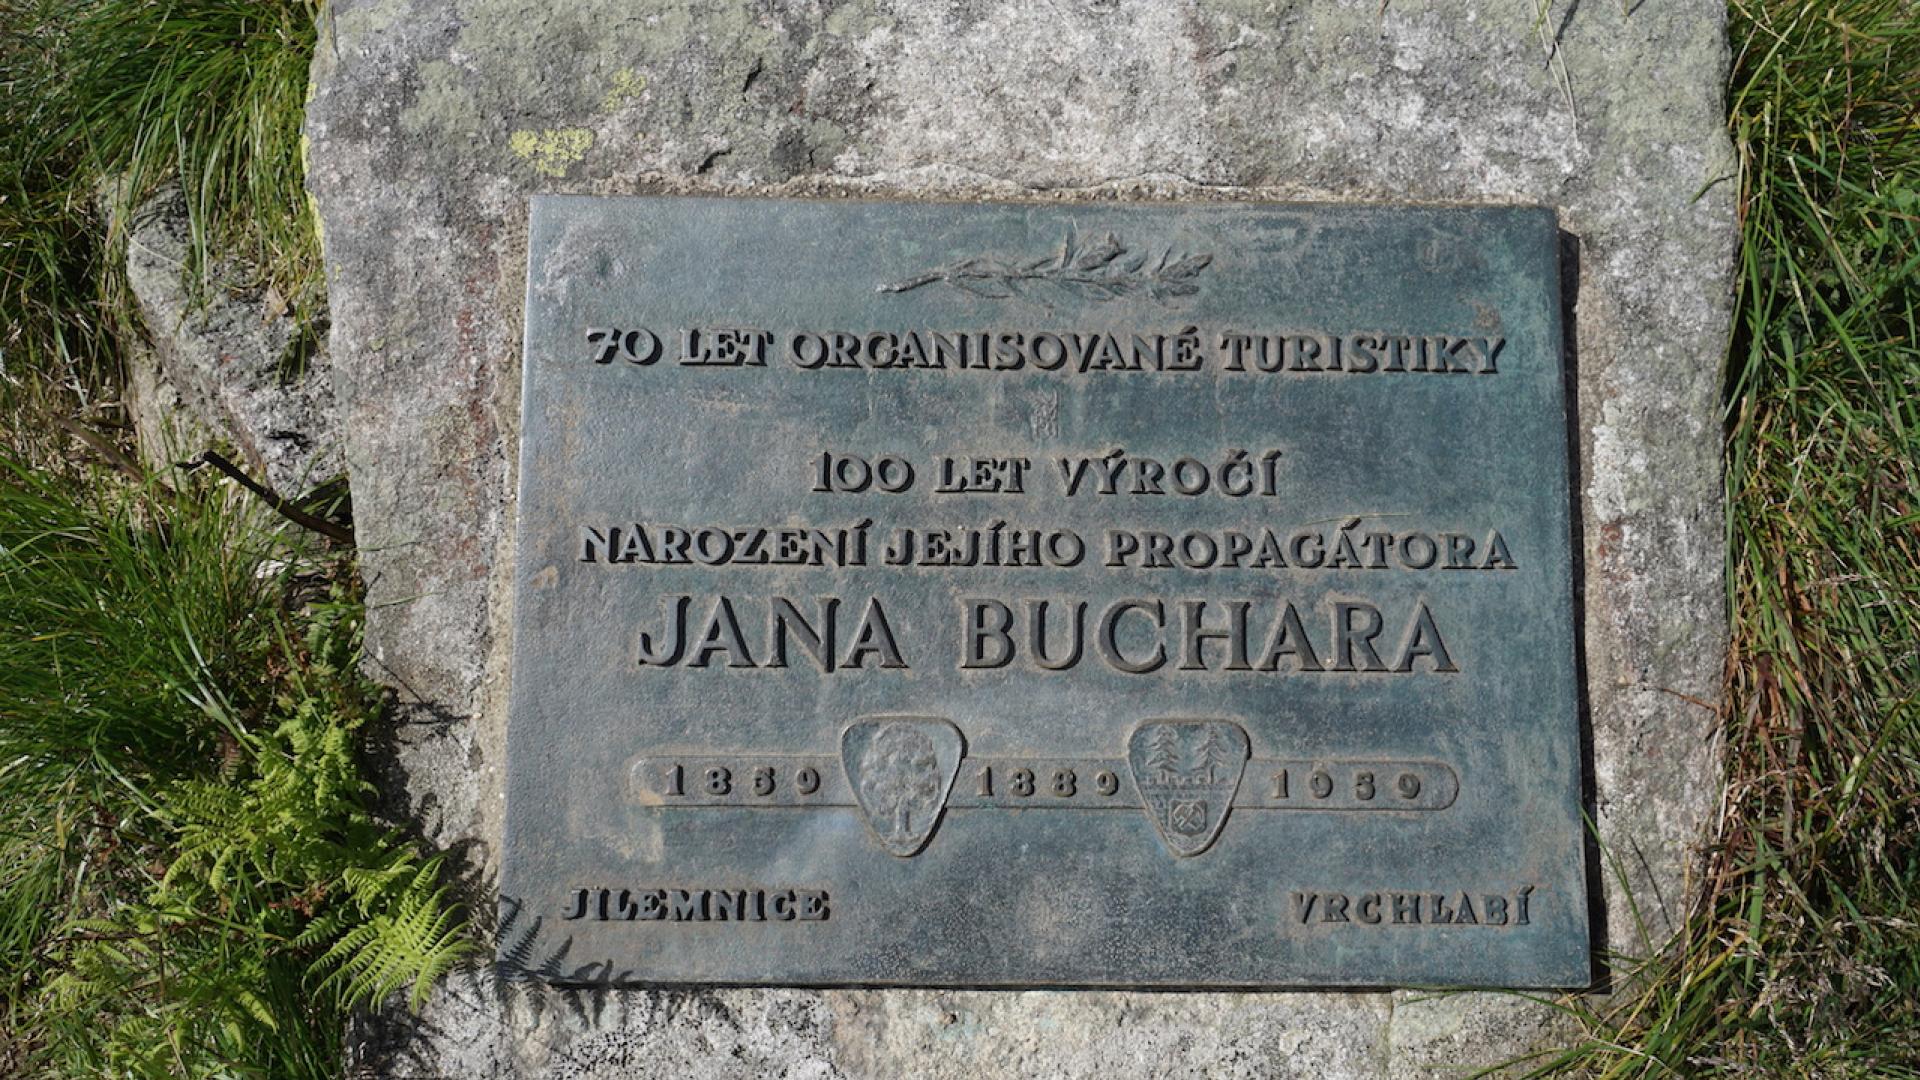 70 LET ORGANISOVANÉ TURISTIKY
100 LET VÝROČÍ
NAROZENÍ JEJÍHO PROPAGÁTORA
JANA BUCHARA
1859 1889 1959
JILEMNICE VRCHLABÍ